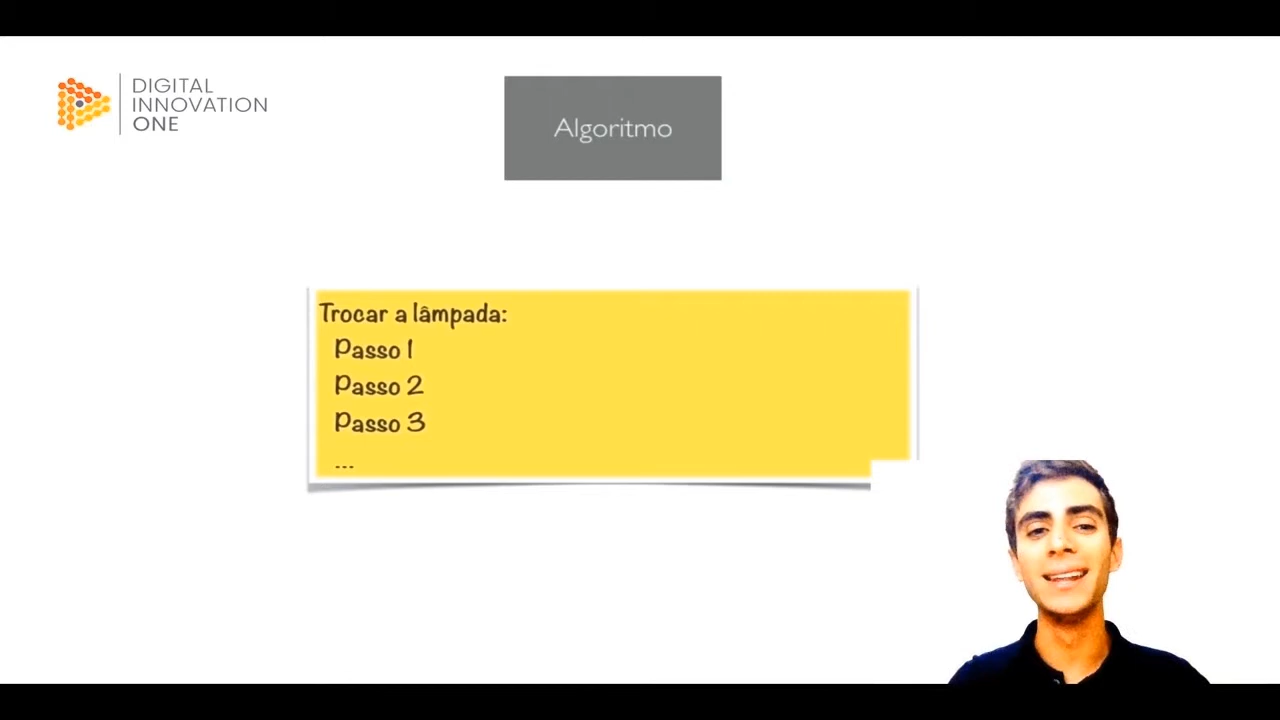 DIGITAL
INNOVATION
ONE
Algoritmo
Trocar a lâmpada:
Passo 1
Passo 2
Passo 3
...